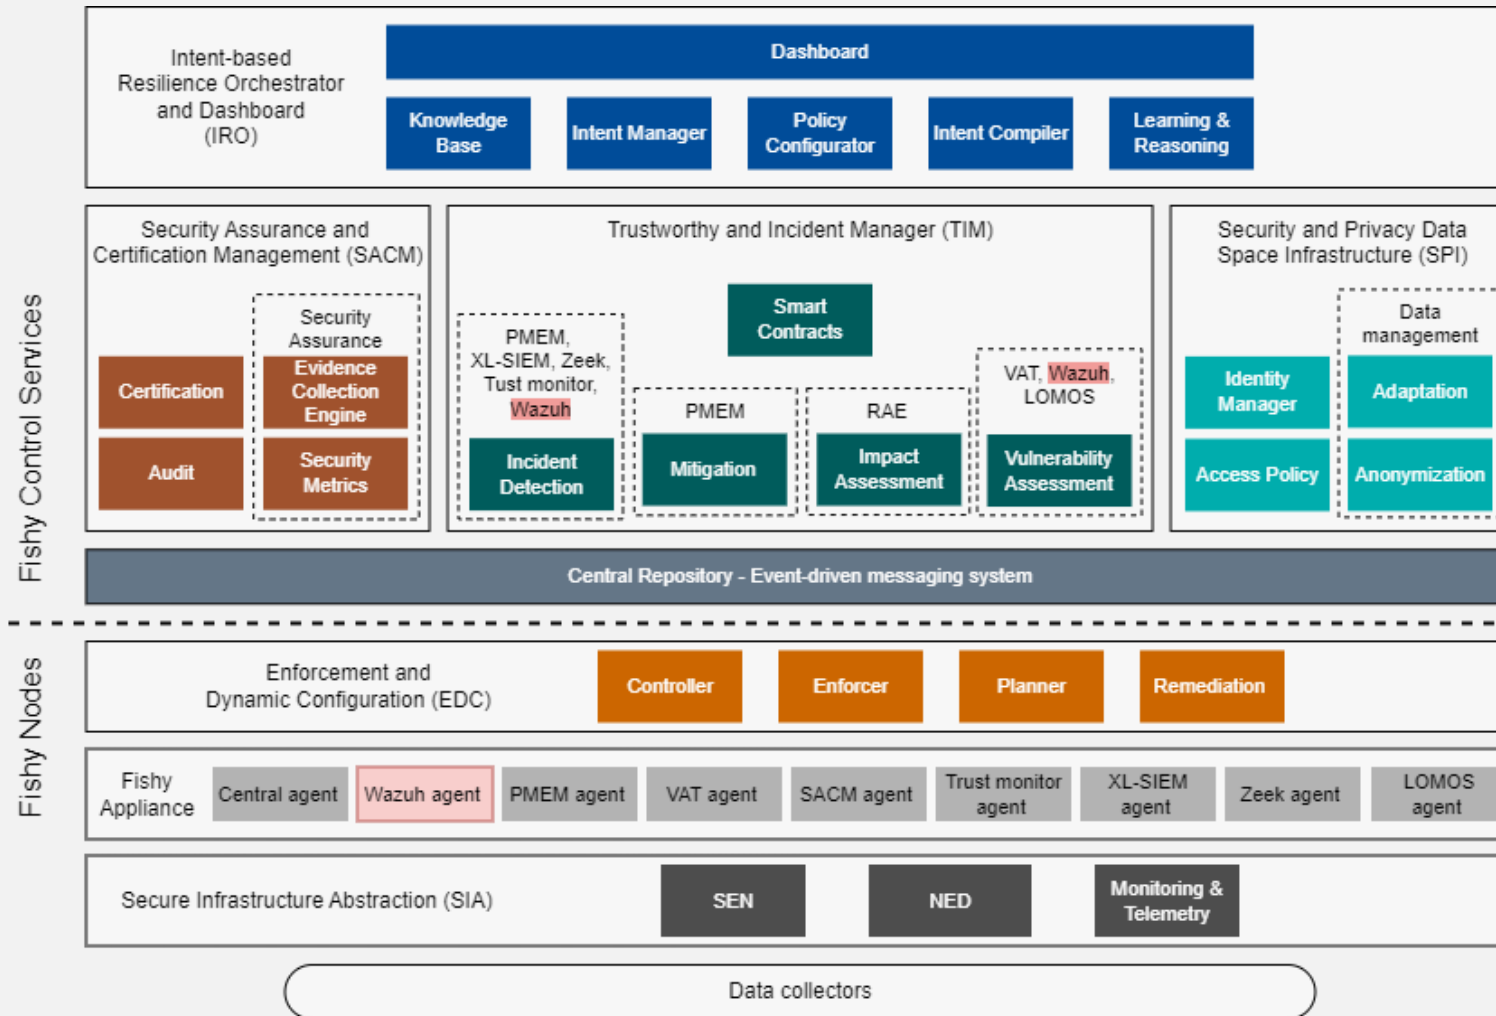 Intent-based
Resilience Orchestrator
and Dashboard
(IRO)
Dashboard
Knowledge
Base
Intent Manager
Policy
Configurator
Intent Compiler
Learning &
Reasoning
Fishy Control Services
Security Assurance and
Certification Management (SACM)
Security
Assurance
Certification
Evidence
Collection
Engine
Audit
Security
Metrics
Trustworthy and Incident Manager (TIM)
Smart
Contracts
PMEM,
XL-SIEM, Zeek,
Tust monitor,
Wazuh
Incident
Detection
PMEM
Mitigation
RAE
Impact
Assessment
VAT, Wazuh,
LOMOS
Vulnerability
Assessment
Security and Privacy Data
Space Infrastructure (SPI)
Data
management
Identity
Manager
Adaptation
Access Policy
Anonymization
Central Repository - Event-driven messaging system
Fishy Nodes
Enforcement and
Dynamic Configuration (EDC)
Controller
Enforcer
Planner
Remediation
Fishy
Appliance
Central agent
Wazuh agent
PMEM agent
VAT agent
SACM agent
Trust monitor
agent
XL-SIEM
agent
Zeek agent
LOMOS
agent
Secure Infrastructure Abstraction (SIA)
SEN
NED
Monitoring &
Telemetry
Data collectors